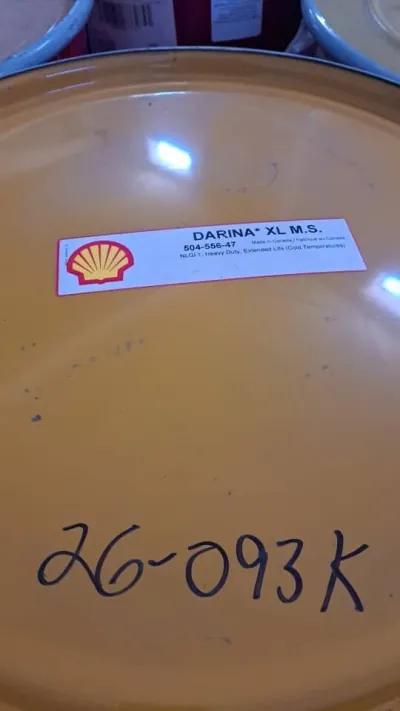 DARINA* XL M.S.
504-556-47
Made in Canada / Fabriqué au Canada
NLGI 1, Heavy Duty, Extended Life (Cold Temperatures)
26-093K